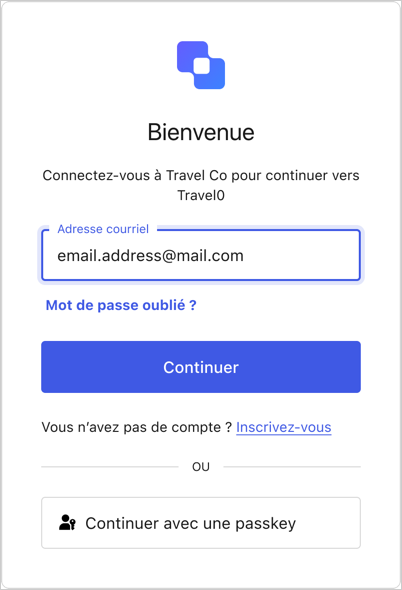 Bienvenue
Connectez-vous à Travel Co pour continuer vers
Travel0
Adresse courriel
email.address@mail.com
Mot de passe oublié ?
Continuer
Vous n’avez pas de compte ? Inscrivez-vous
OU
Continuer avec une passkey